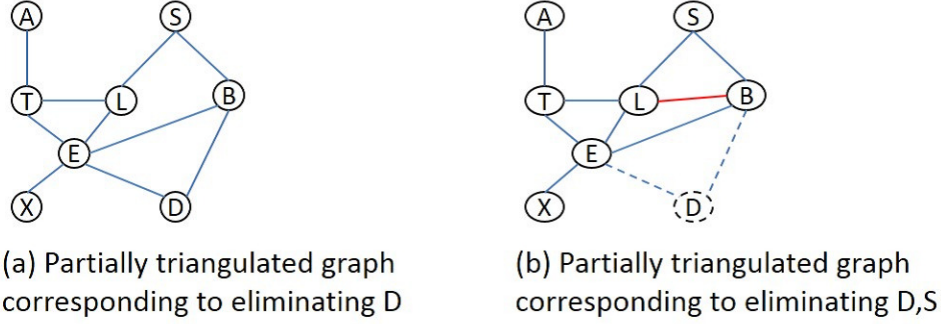 A
S
T
L
B
E
X
D
(a) Partially triangulated graph
corresponding to eliminating D
A
S
T
L
B
E
X
D
(b) Partially triangulated graph
corresponding to eliminating D,S